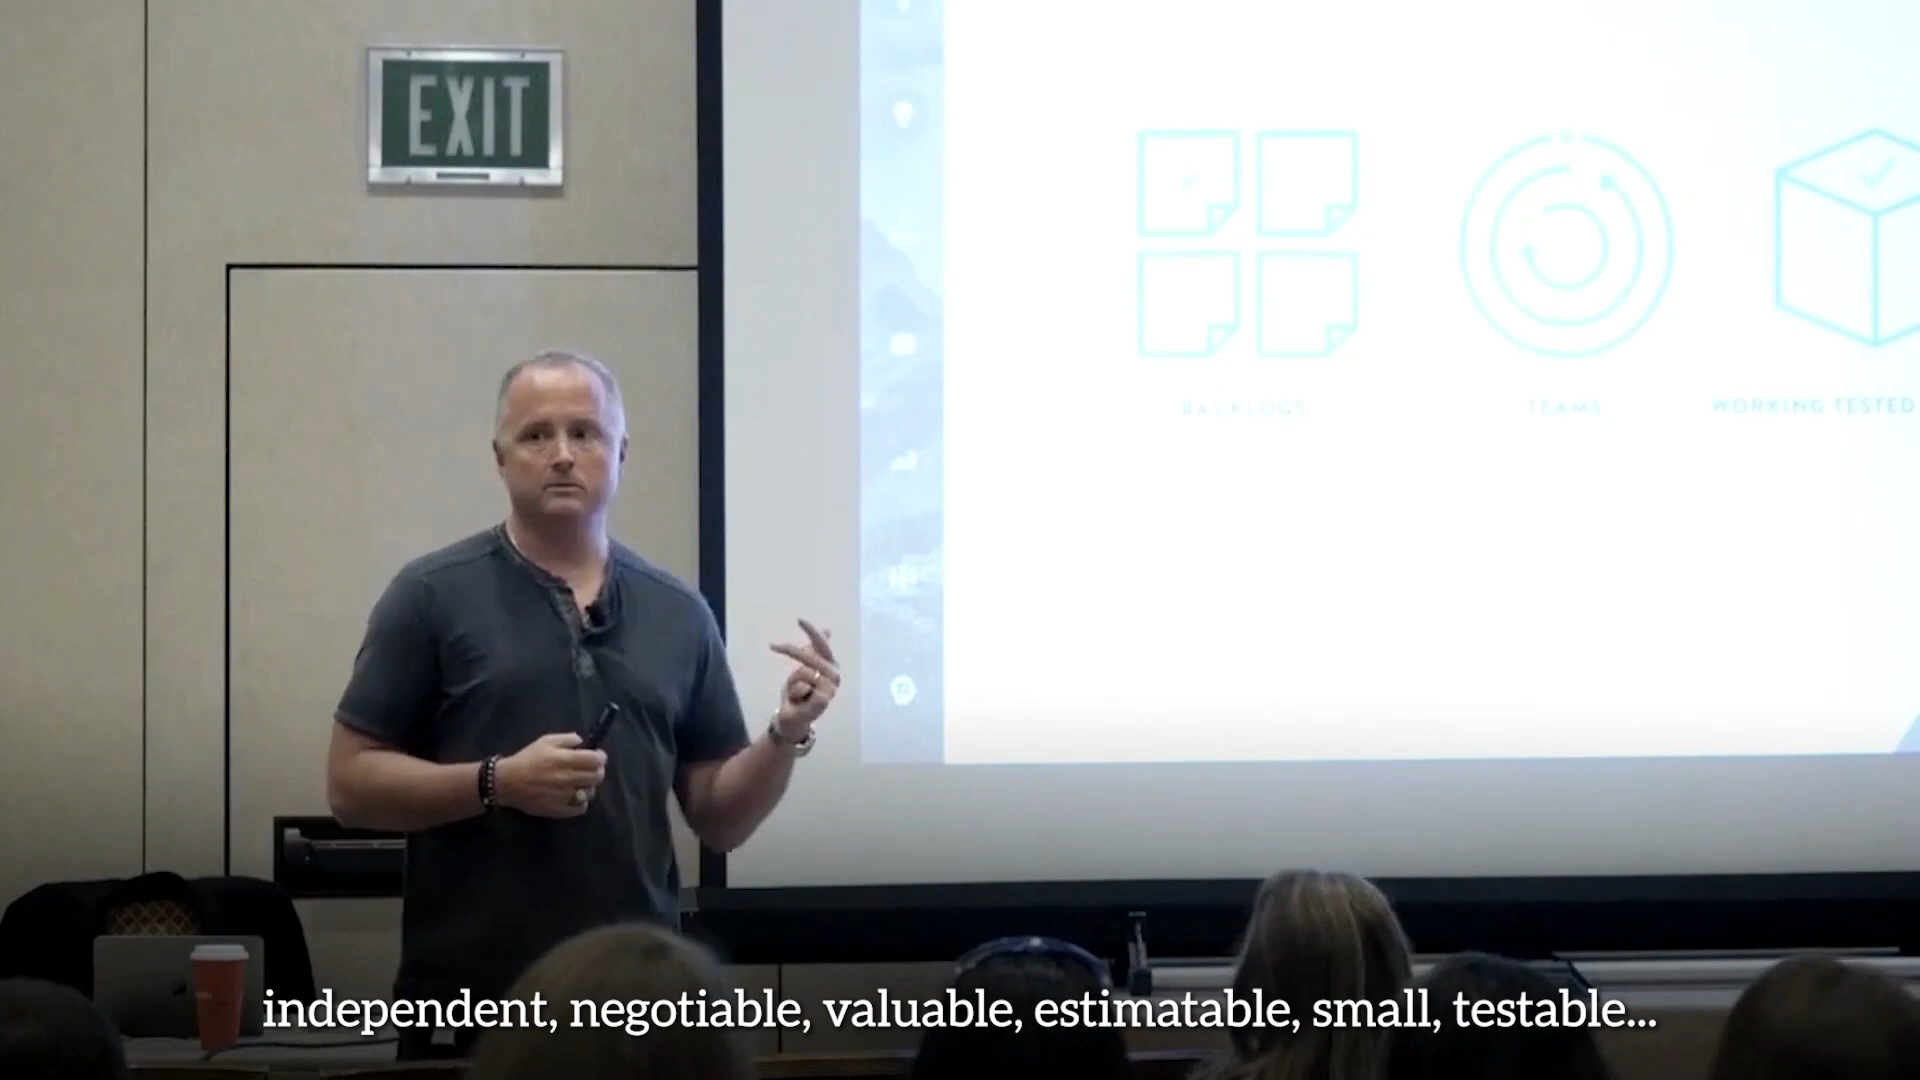 EXIT
BACKLOGS
TEAMS
WORKING TESTED
independent, negotiable, valuable, estimatable, small, testable...